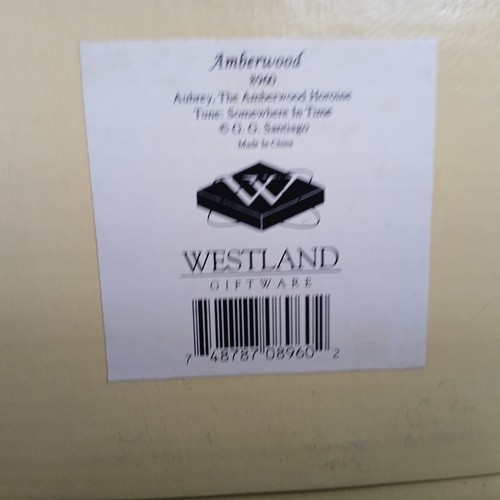 Amberwood
8960
Aubrey, The Amberwood Heroine
Tune: Somewhere In Time
© G. G. Santiago
Made In China
W
WESTLAND
GIFTWARE
7 48787 08960 2